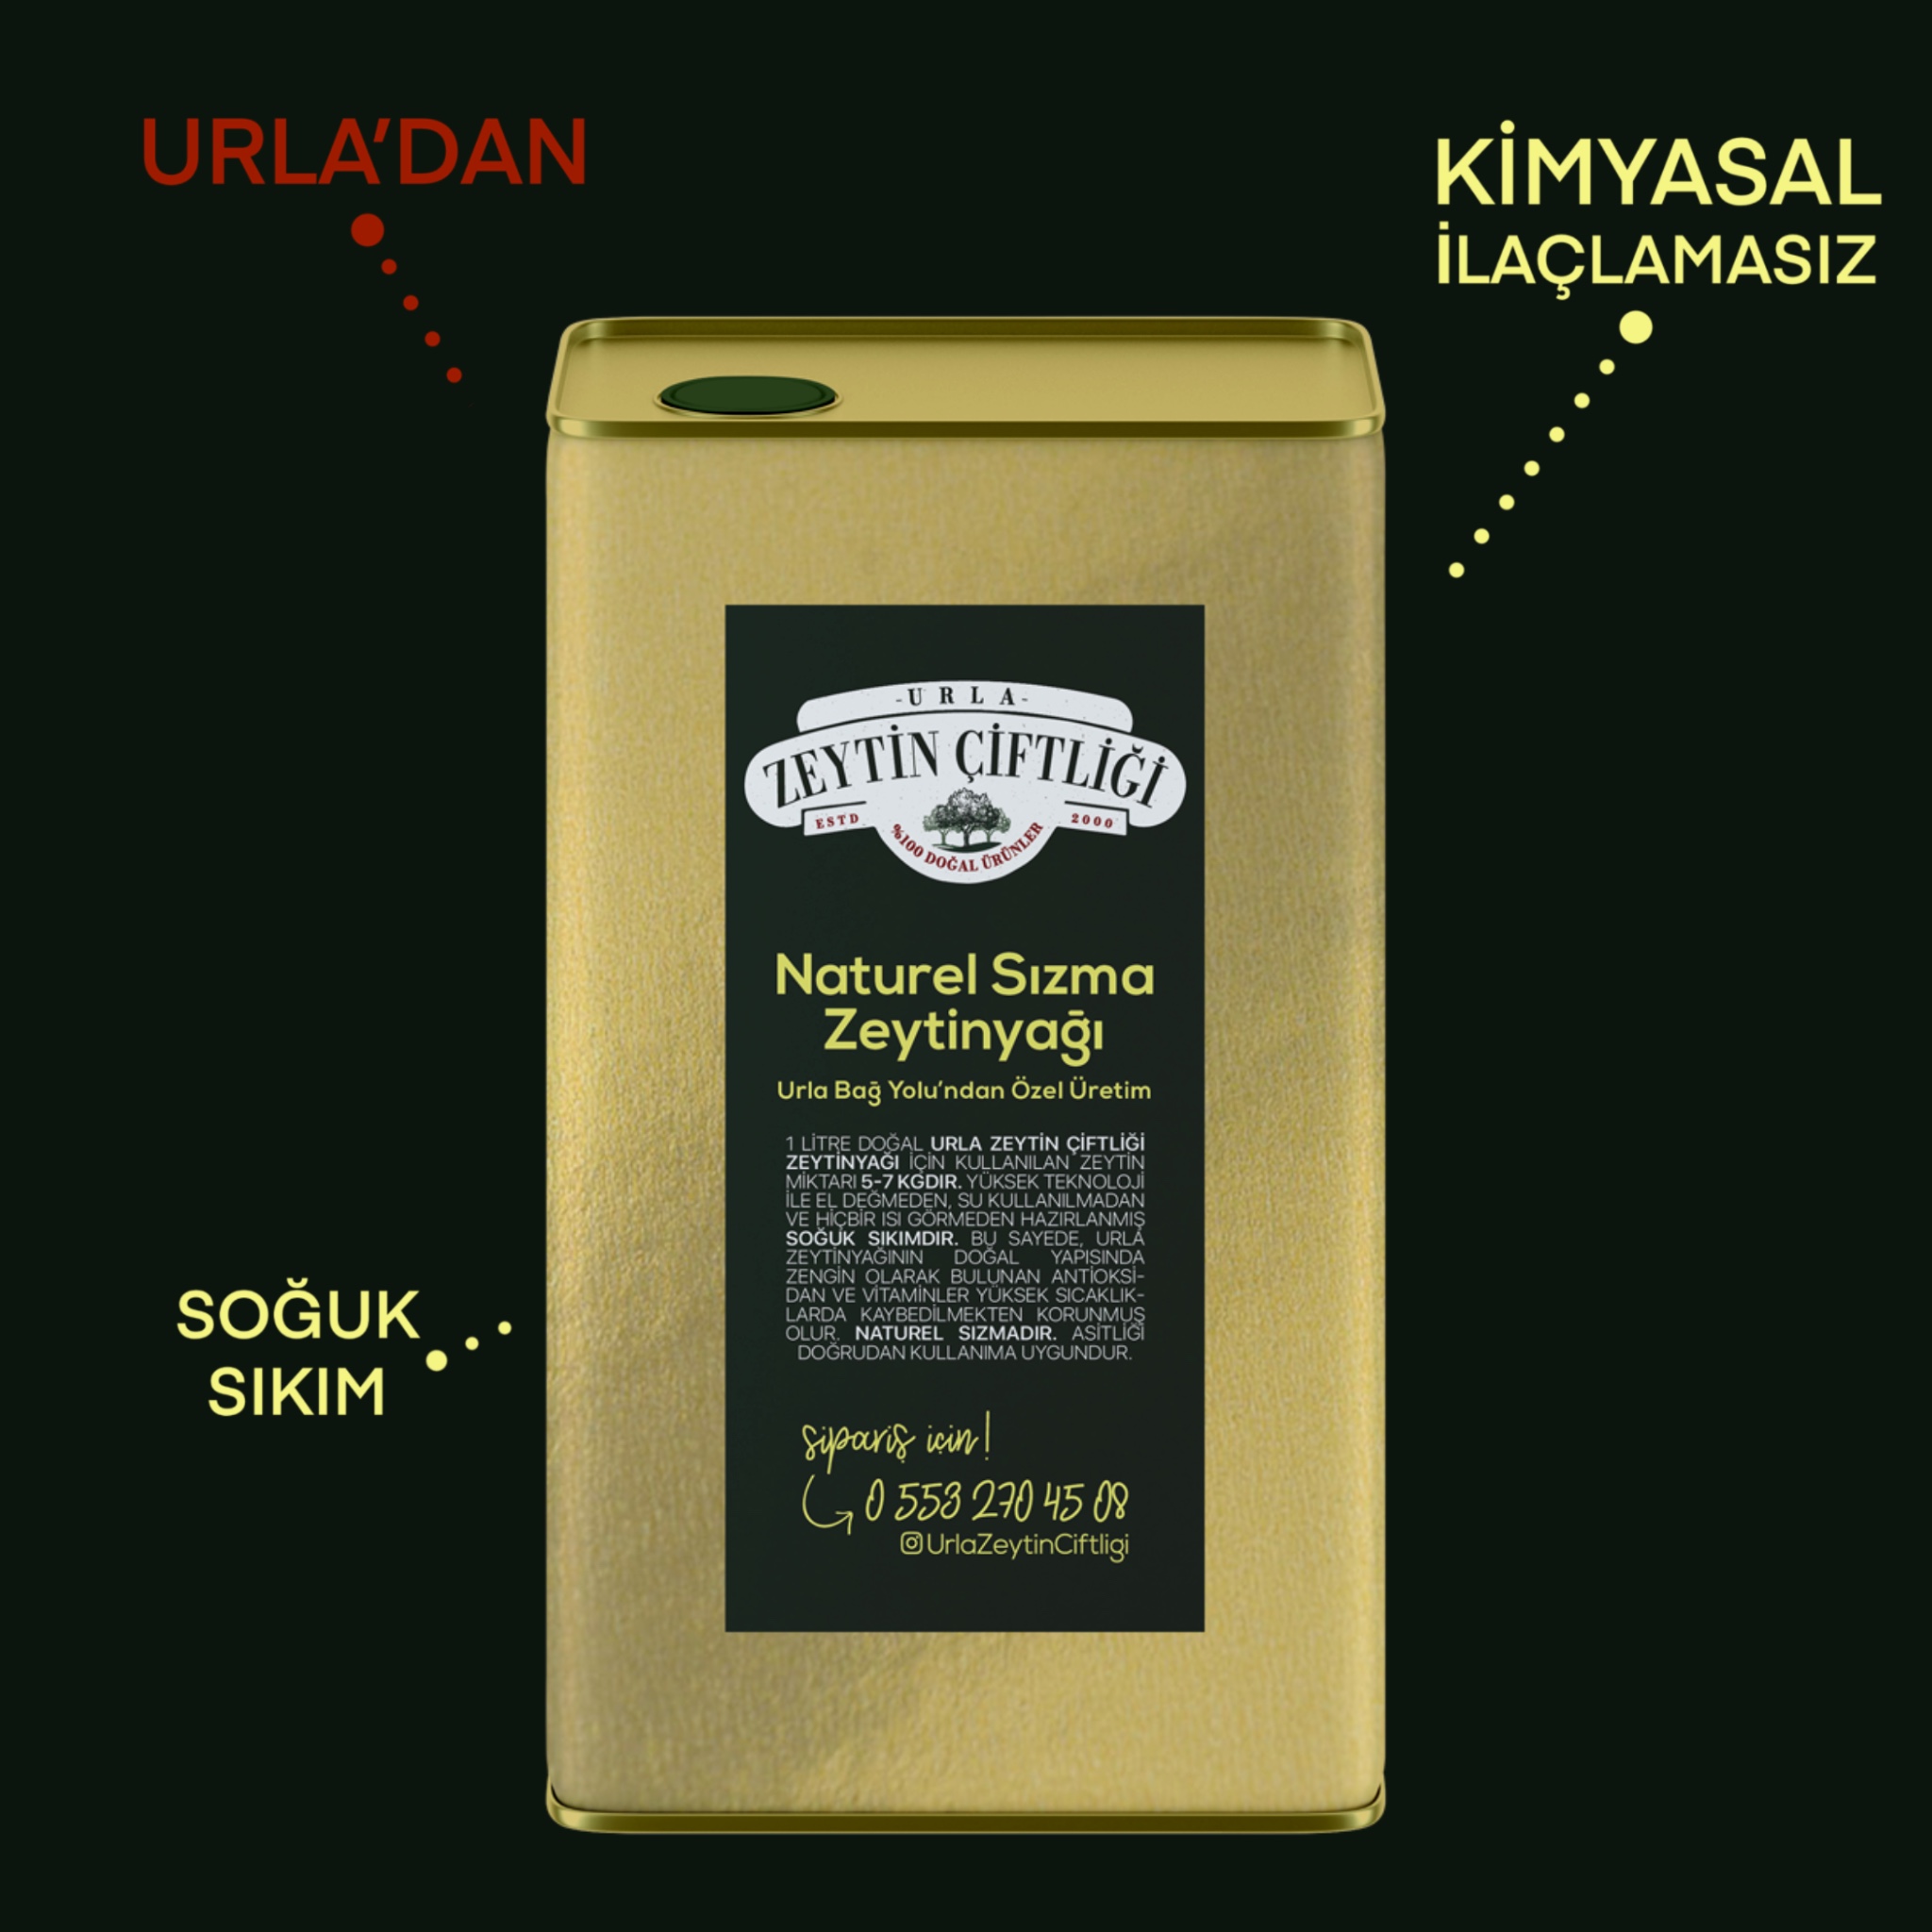 URLA'DAN
KİMYASAL
İLAÇLAMASIZ
-URLA-
ZEYTİN ÇİFTLİĞİ
ESTD
2000
%100 DOĞAL ÜRÜNLER
Naturel Sızma
Zeytinyağı
Urla Bağ Yolu'ndan Özel Üretim
1 LİTRE DOĞAL URLA ZEYTİN ÇİFTLİĞİ
ZEYTİNYAĞI İÇİN KULLANILAN ZEYTİN
MİKTARI 5-7 KGDIR. YÜKSEK TEKNOLOJİ
İLE EL DEĞMEDEN, SU KULLANILMADAN
VE HİÇBİR ISI GÖRMEDEN HAZIRLANMIŞ
SOĞUK SIKIMDIR. BU SAYEDE, URLA
ZEYTİNYAĞININ DOĞAL YAPISINDA
ZENGİN OLARAK BULUNAN ANTİOKSİ-
DAN VE VİTAMİNLER YÜKSEK SICAKLIK-
LARDA KAYBEDİLMEKTEN KORUNMUŞ
OLUR. NATUREL SIZMADIR. ASİTLİĞİ
DOĞRUDAN KULLANIMA UYGUNDUR.
SOĞUK
SIKIM
sipariş için!
0 553 270 45 08
UrlaZeytinCiftligi